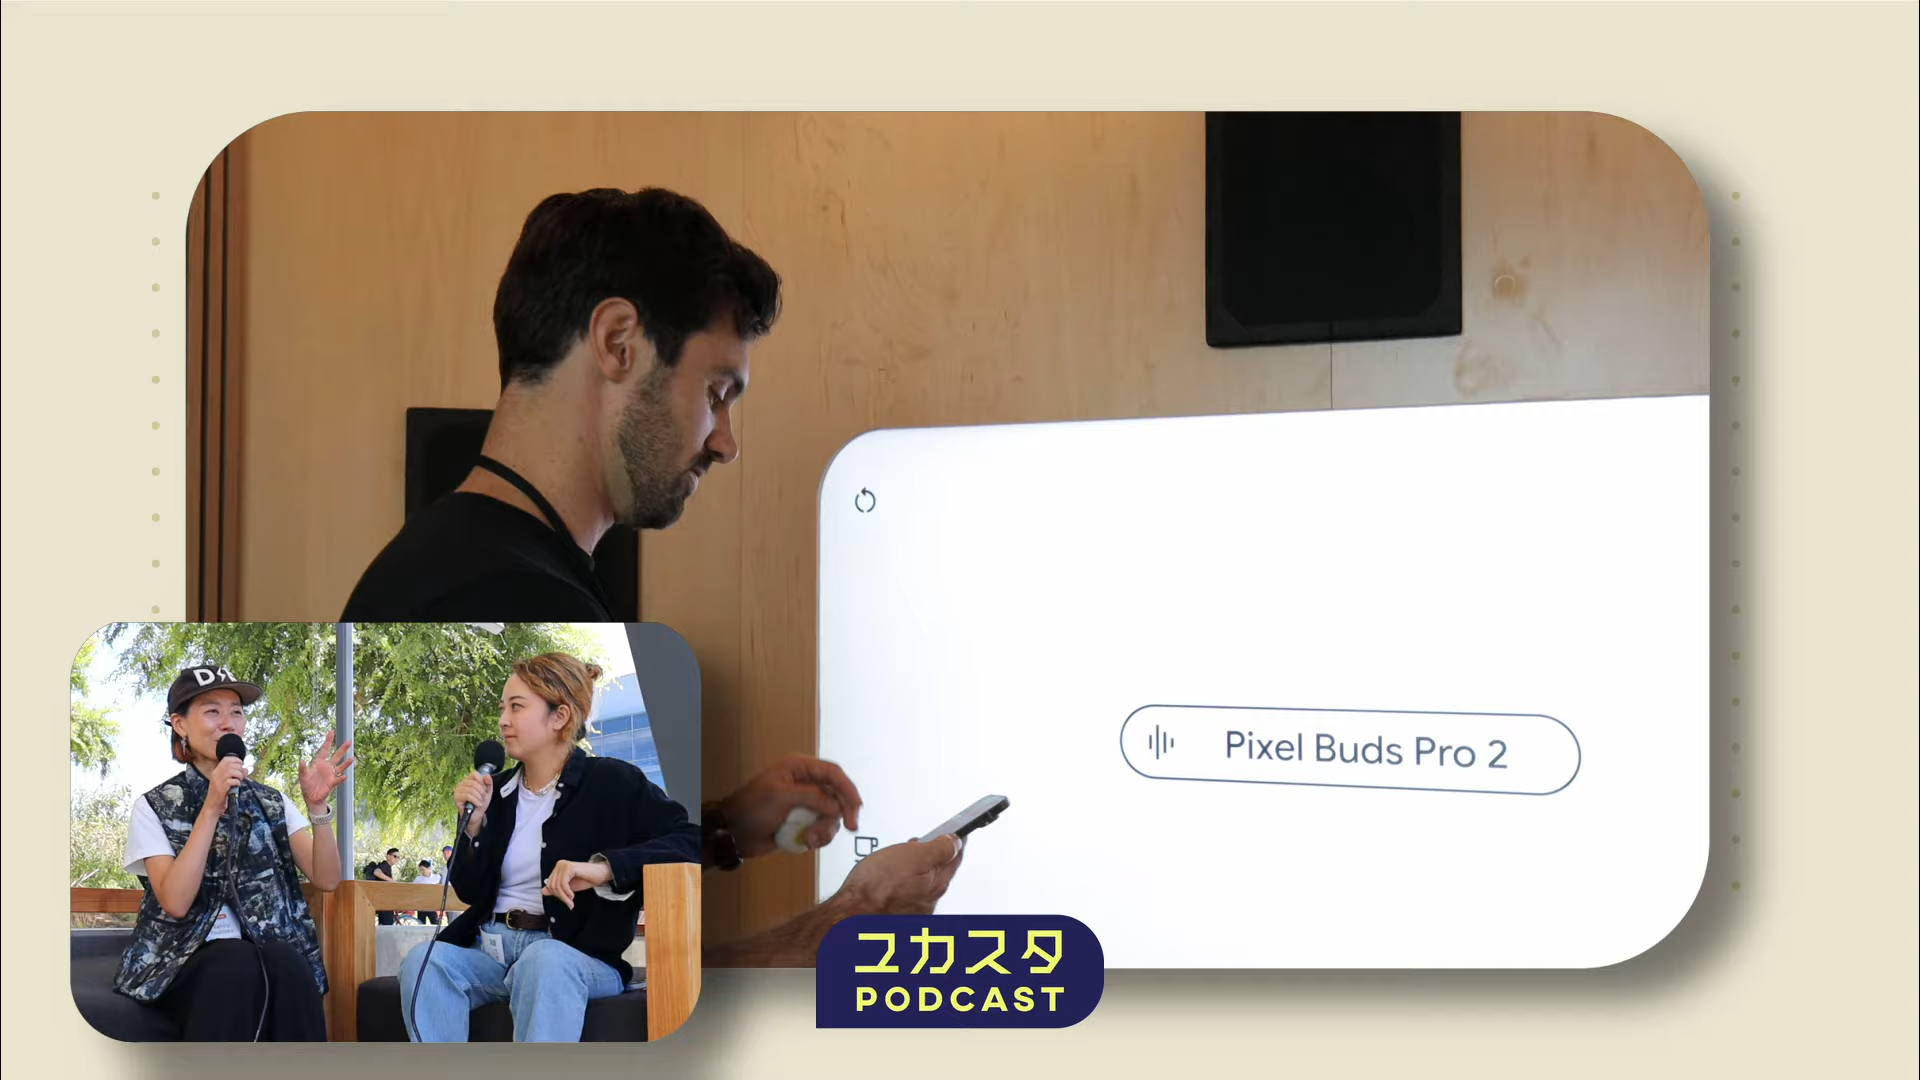 Pixel Buds Pro 2
ユカスタ
PODCAST